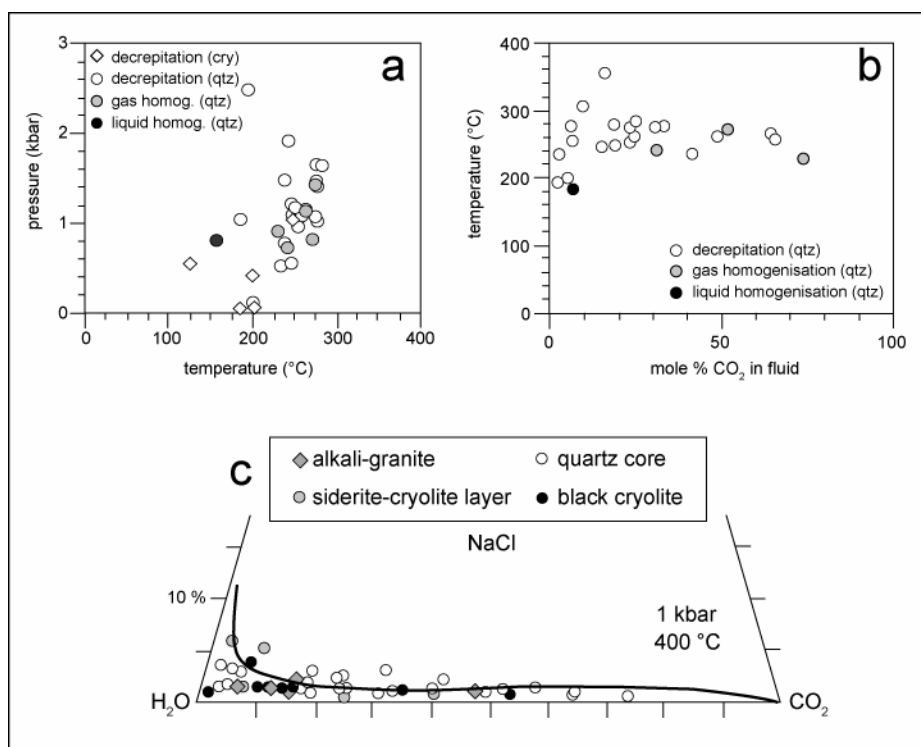 3
2
1
0
pressure (kbar)
decrepitation (cry)
decrepitation (qtz)
gas homog. (qtz)
liquid homog. (qtz)
a
0 100 200 300 400
temperature (°C)
400
300
200
100
0
temperature (°C)
b
decrepitation (qtz)
gas homogenisation (qtz)
liquid homogenisation (qtz)
0 50 100
mole % CO₂ in fluid
c
alkali-granite quartz core
siderite-cryolite layer black cryolite
NaCl
10 %
1 kbar
400 °C
H₂O CO₂